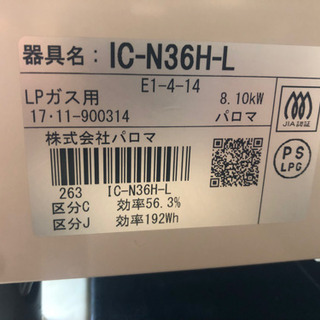 器具名：IC-N36H-L
E1-4-14
LPガス用 8.10kW
17・11-900314 パロマ
JIA認証
株式会社パロマ
PS
LPG
263 IC-N36H-L
区分C 効率56.3%
区分J 効率192Wh